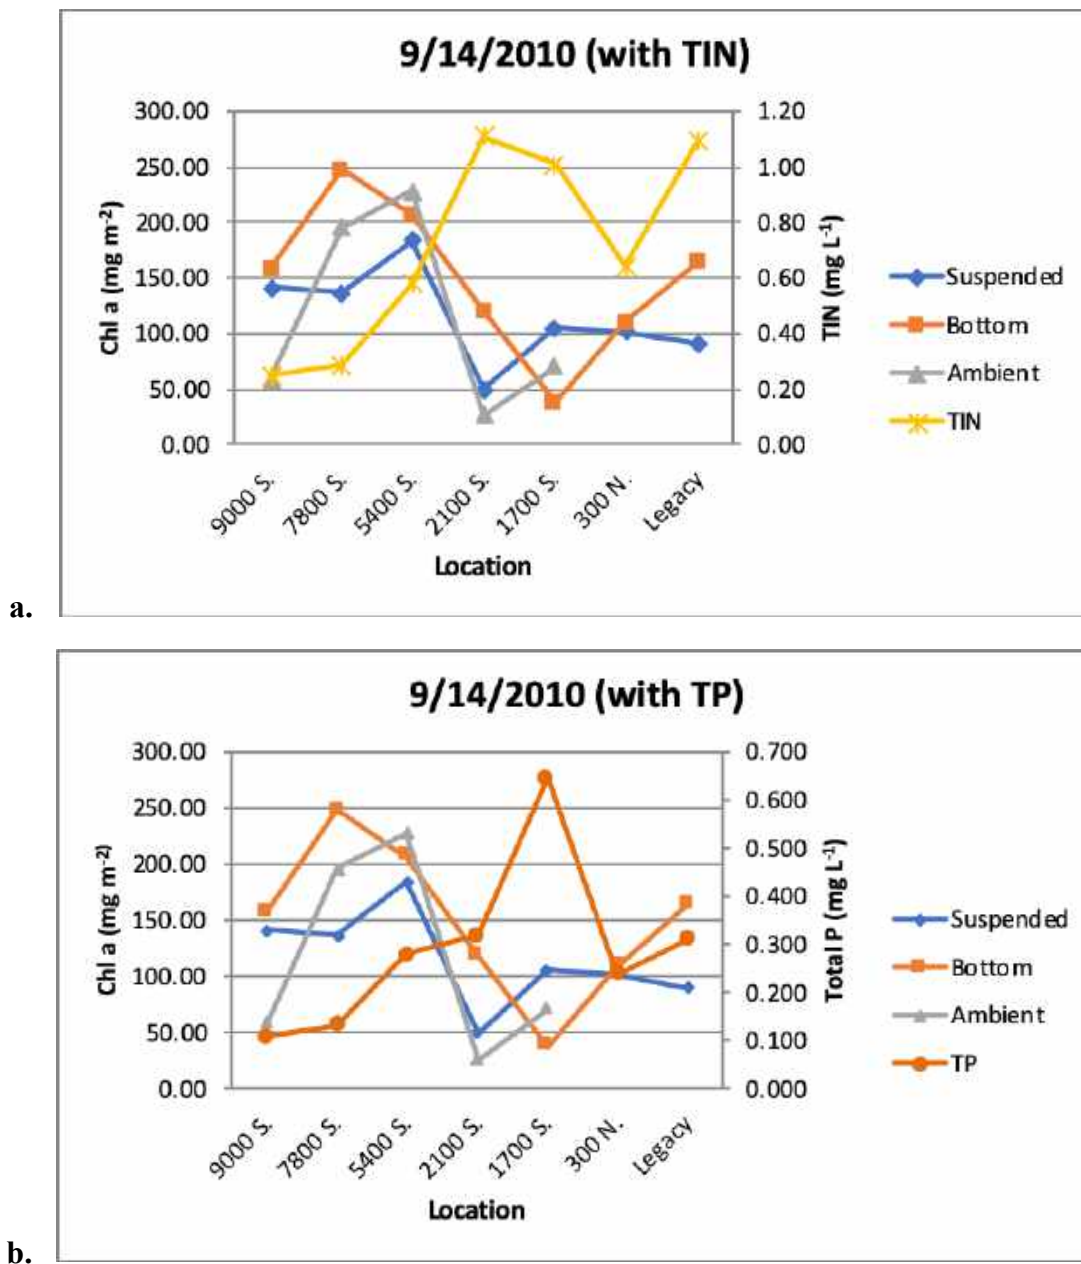 9/14/2010 (with TIN)
300.00
250.00
200.00
150.00
100.00
50.00
0.00
Chl a (mg m-2)
1.20
1.00
0.80
0.60
0.40
0.20
0.00
TIN (mg L-1)
9000 S.
7800 S.
5400 S.
2100 S.
1700 S.
300 N.
Legacy
Location
Suspended
Bottom
Ambient
TIN
a.
9/14/2010 (with TP)
300.00
250.00
200.00
150.00
100.00
50.00
0.00
Chl a (mg m-2)
0.700
0.600
0.500
0.400
0.300
0.200
0.100
0.000
Total P (mg L-1)
9000 S.
7800 S.
5400 S.
2100 S.
1700 S.
300 N.
Legacy
Location
Suspended
Bottom
Ambient
TP
b.